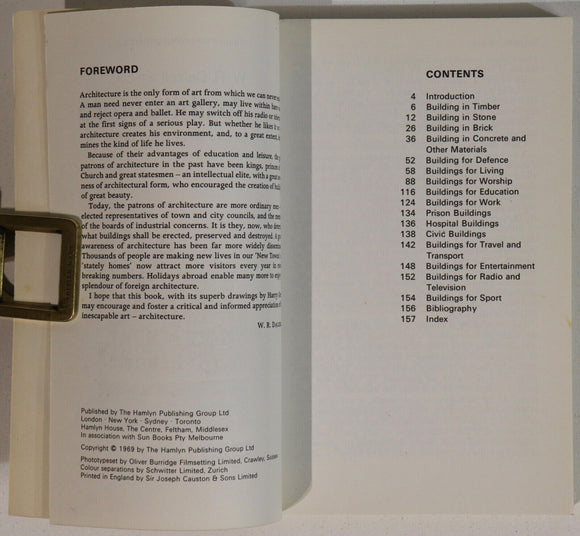 FOREWORD
Architecture is the only form of art from which we can never
A man need never enter an art gallery, may live within
and reject opera and ballet. He may switch off his radio or
at the first signs of a serious play. But whether he likes it
architecture creates his environment, and, to a great extent,
mines the kind of life he lives.
Because of their advantages of education and leisure,
patrons of architecture in the past have been kings, princes
Church and great statesmen – an intellectual elite, with a great
ness of architectural form, who encouraged the creation of
of great beauty.
Today, the patrons of architecture are more ordinary
elected representatives of town and city councils, and the
of the boards of industrial concerns. It is they, now, who
what buildings shall be erected, preserved and destroyed.
awareness of architecture has been far more widely
Thousands of people are making new lives in our 'New
'stately homes' now attract more visitors every year
breaking numbers. Holidays abroad enable many more to
splendour of foreign architecture.
I hope that this book, with its superb drawings by Harry
may encourage and foster a critical and informed appreciation
inescapable art – architecture.
W. R.
Published by The Hamlyn Publishing Group Ltd
London · New York · Sydney · Toronto
Hamlyn House, The Centre, Feltham, Middlesex
In association with Sun Books Pty Melbourne
Copyright © 1969 by The Hamlyn Publishing Group Ltd
Phototypeset by Oliver Burridge Filmsetting Limited, Crawley, Sussex
Colour separations by Schwitter Limited, Zurich
Printed in England by Sir Joseph Causton & Sons Limited
CONTENTS
4 Introduction
6 Building in Timber
12 Building in Stone
26 Building in Brick
36 Building in Concrete and
Other Materials
52 Building for Defence
58 Buildings for Living
88 Buildings for Worship
116 Buildings for Education
124 Buildings for Work
134 Prison Buildings
136 Hospital Buildings
138 Civic Buildings
142 Buildings for Travel and
Transport
148 Buildings for Entertainment
152 Buildings for Radio and
Television
154 Buildings for Sport
156 Bibliography
157 Index